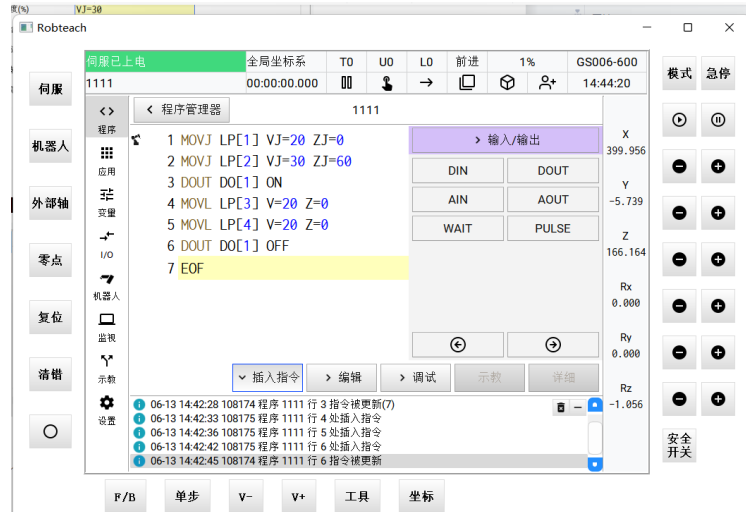 度(%) VJ=30
Robteach
伺服已上电 全局坐标系 T0 U0 L0 前进 1% GS006-600
1111 00:00:00.000 14:44:20
模式 急停
伺服
机器人
外部轴
零点
复位
清错
程序
应用
变量
I/O
机器人
监视
示教
设置
程序管理器 1111
1 MOVJ LP[1] VJ=20 ZJ=0
2 MOVJ LP[2] VJ=30 ZJ=60
3 DOUT DO[1] ON
4 MOVL LP[3] V=20 Z=0
5 MOVL LP[4] V=20 Z=0
6 DOUT DO[1] OFF
7 EOF
输入/输出
DIN DOUT
AIN AOUT
WAIT PULSE
X
399.956
Y
-5.739
Z
166.164
Rx
0.000
Ry
0.000
Rz
-1.056
插入指令 编辑 调试 示教 详细
06-13 14:42:28 108174 程序 1111 行 3 指令被更新(7)
06-13 14:42:33 108175 程序 1111 行 4 处插入指令
06-13 14:42:36 108175 程序 1111 行 5 处插入指令
06-13 14:42:42 108175 程序 1111 行 6 处插入指令
06-13 14:42:45 108174 程序 1111 行 6 指令被更新
安全
开关
F/B 单步 V- V+ 工具 坐标